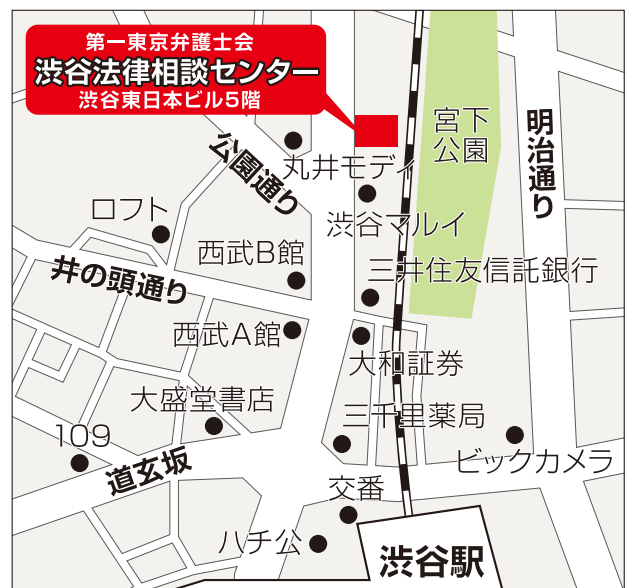 第一東京弁護士会
渋谷法律相談センター
渋谷東日本ビル5階
宮下
公園
明治通り
公園通り
丸井モディ
ロフト
渋谷マルイ
西武B館
井の頭通り
三井住友信託銀行
西武A館
大和証券
大盛堂書店
三千里薬局
109
道玄坂
ビックカメラ
交番
ハチ公
渋谷駅